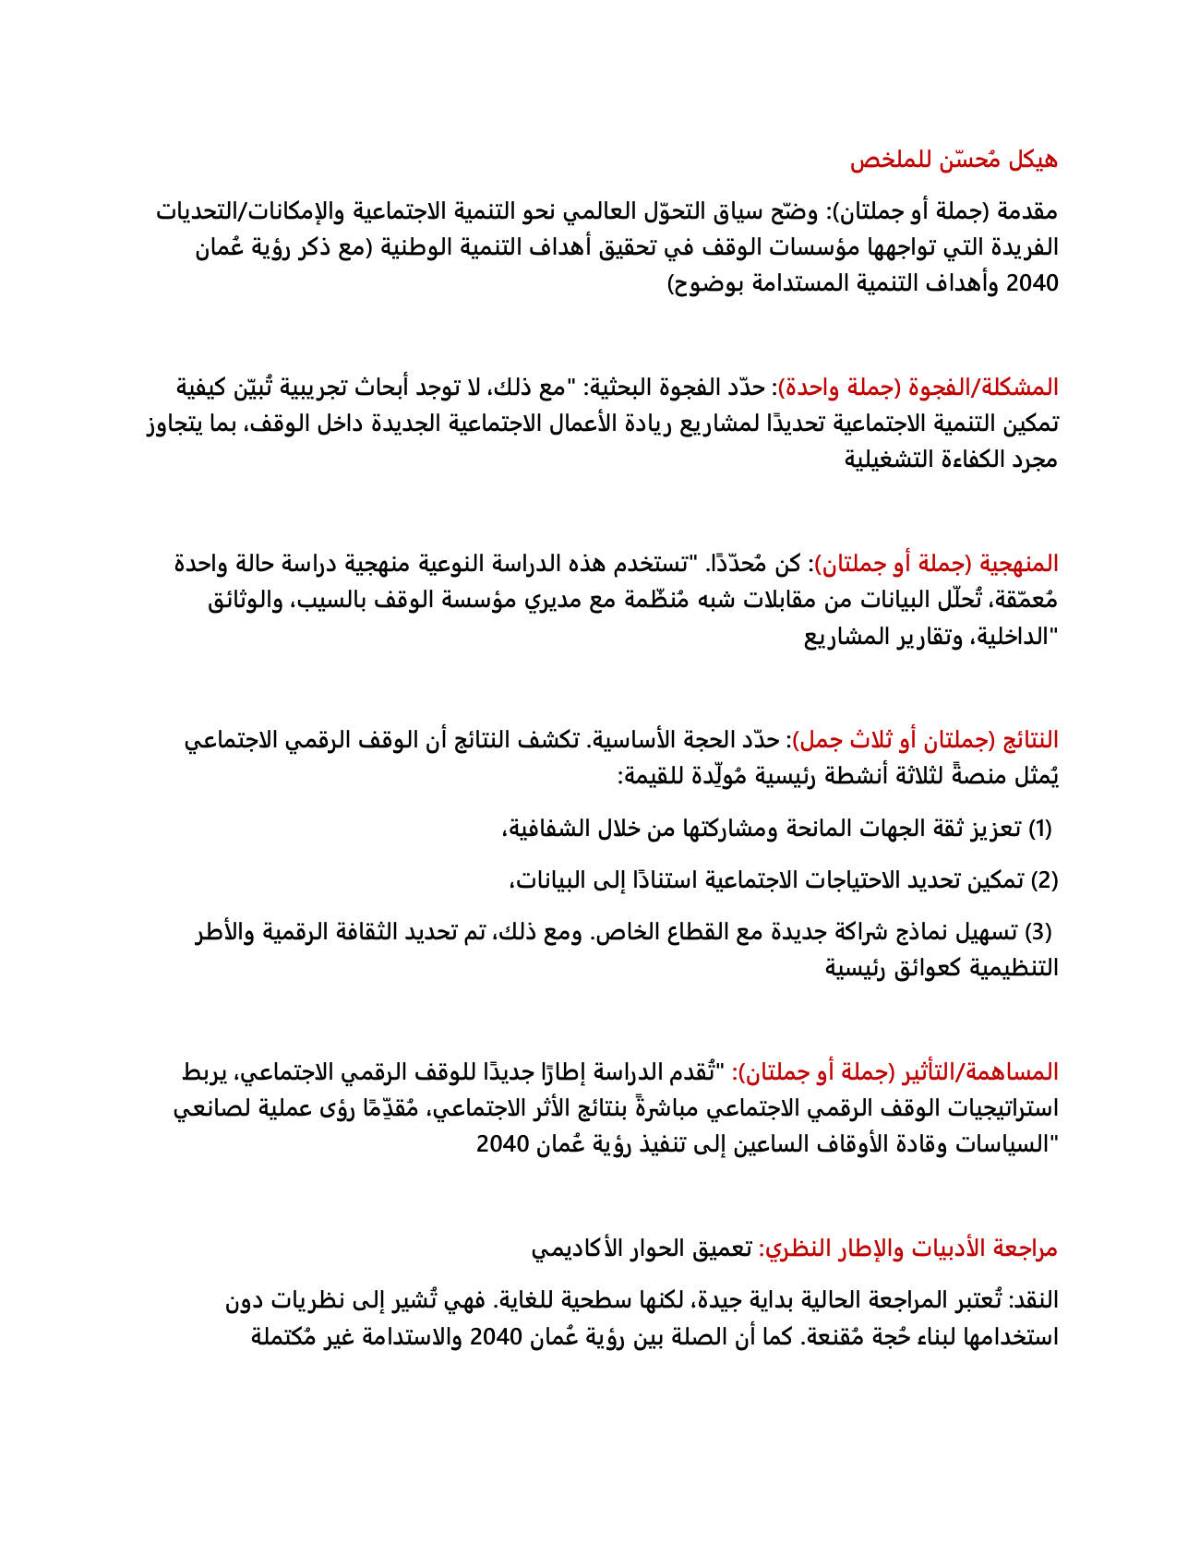 هيكل مُحسّن للملخص
مقدمة (جملة أو جملتان): وضّح سياق التحوّل العالمي نحو التنمية الاجتماعية والإمكانات/التحديات
الفريدة التي تواجهها مؤسسات الوقف في تحقيق أهداف التنمية الوطنية (مع ذكر رؤية عُمان
2040 وأهداف التنمية المستدامة بوضوح)
المشكلة/الفجوة (جملة واحدة): حدّد الفجوة البحثية: "مع ذلك، لا توجد أبحاث تجريبية تُبيّن كيفية
تمكين التنمية الاجتماعية تحديدًا لمشاريع ريادة الأعمال الاجتماعية الجديدة داخل الوقف، بما يتجاوز
مجرد الكفاءة التشغيلية
المنهجية (جملة أو جملتان): كن مُحدّدًا. "تستخدم هذه الدراسة النوعية منهجية دراسة حالة واحدة
مُعمّقة، تُحلّل البيانات من مقابلات شبه مُنظّمة مع مديري مؤسسة الوقف بالسيب، والوثائق
"الداخلية، وتقارير المشاريع
النتائج (جملتان أو ثلاث جمل): حدّد الحجة الأساسية. تكشف النتائج أن الوقف الرقمي الاجتماعي
يُمثل منصةً لثلاثة أنشطة رئيسية مُولِّدة للقيمة:
(1) تعزيز ثقة الجهات المانحة ومشاركتها من خلال الشفافية،
(2) تمكين تحديد الاحتياجات الاجتماعية استنادًا إلى البيانات،
(3) تسهيل نماذج شراكة جديدة مع القطاع الخاص. ومع ذلك، تم تحديد الثقافة الرقمية والأطر
التنظيمية كعوائق رئيسية
المساهمة/التأثير (جملة أو جملتان): "تُقدم الدراسة إطارًا جديدًا للوقف الرقمي الاجتماعي، يربط
استراتيجيات الوقف الرقمي الاجتماعي مباشرةً بنتائج الأثر الاجتماعي، مُقدِّمًا رؤى عملية لصانعي
"السياسات وقادة الأوقاف الساعين إلى تنفيذ رؤية عُمان 2040
مراجعة الأدبيات والإطار النظري: تعميق الحوار الأكاديمي
النقد: تُعتبر المراجعة الحالية بداية جيدة، لكنها سطحية للغاية. فهي تُشير إلى نظريات دون
استخدامها لبناء حُجة مُقنعة. كما أن الصلة بين رؤية عُمان 2040 والاستدامة غير مُكتملة